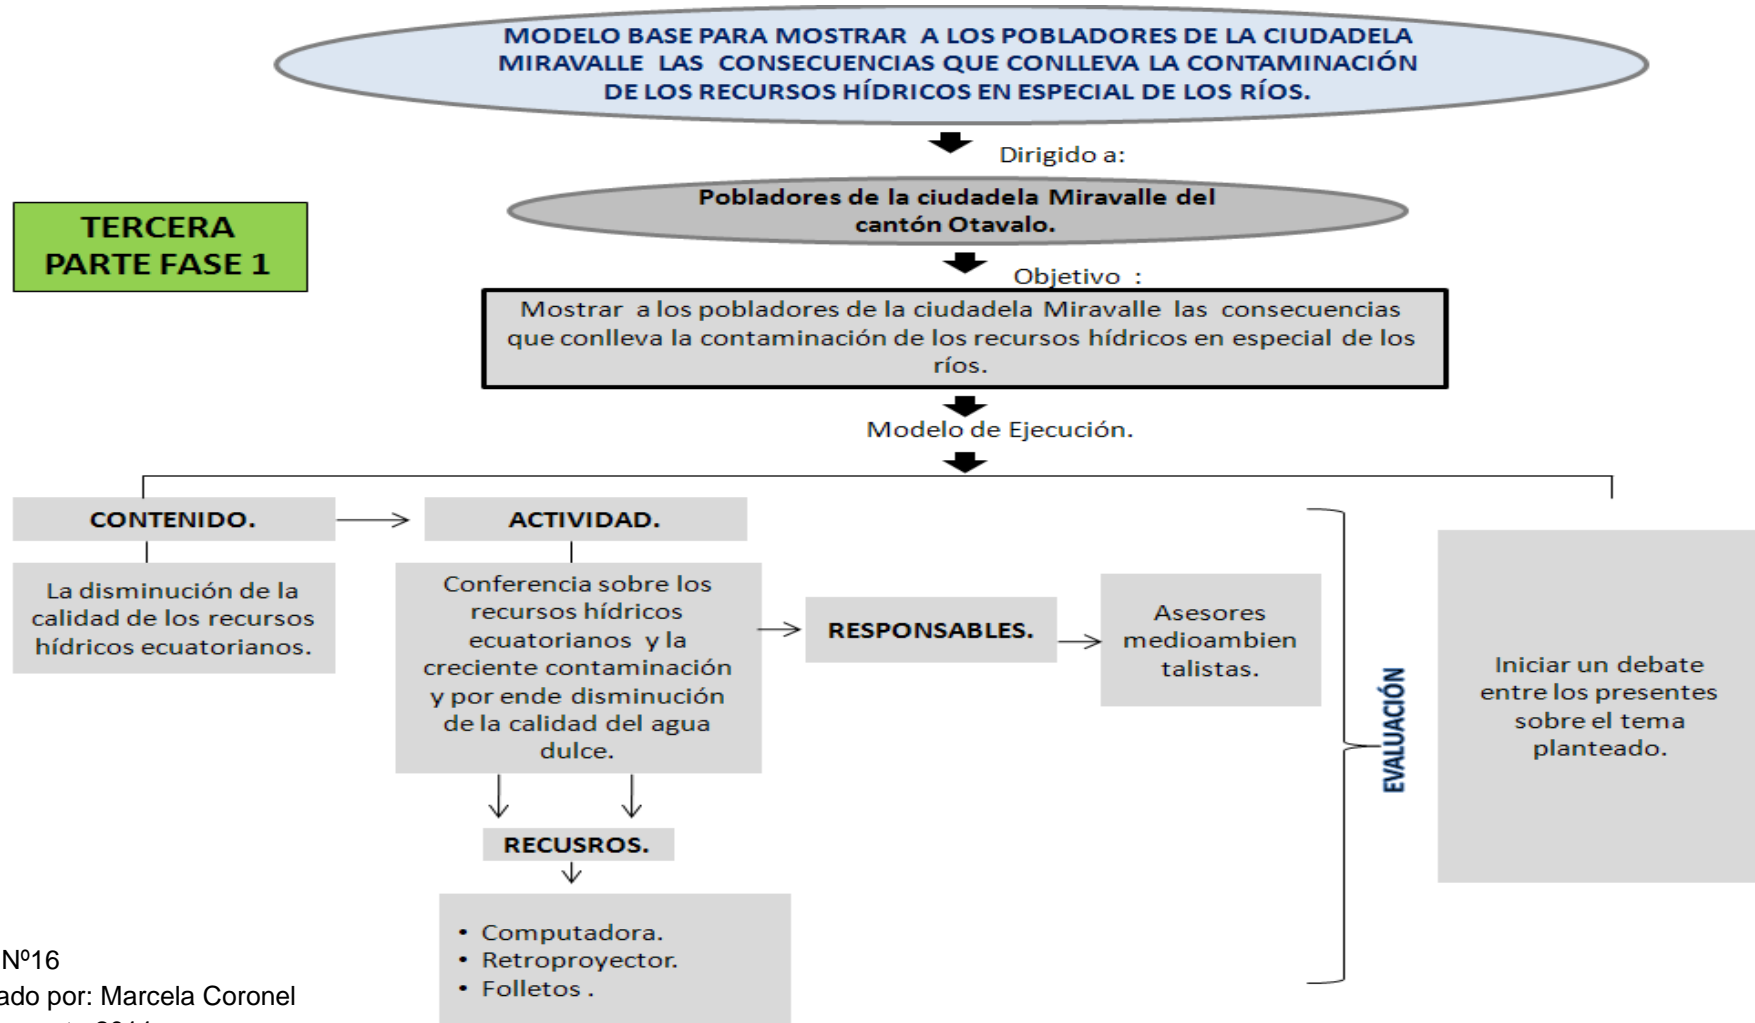 MODELO BASE PARA MOSTRAR A LOS POBLADORES DE LA CIUDADELA
MIRAVALLE LAS CONSECUENCIAS QUE CONLLEVA LA CONTAMINACIÓN
DE LOS RECURSOS HÍDRICOS EN ESPECIAL DE LOS RÍOS.
Dirigido a:
Pobladores de la ciudadela Miravalle del
cantón Otavalo.
TERCERA
PARTE FASE 1
Objetivo :
Mostrar a los pobladores de la ciudadela Miravalle las consecuencias
que conlleva la contaminación de los recursos hídricos en especial de los
ríos.
Modelo de Ejecución.
CONTENIDO.
La disminución de la
calidad de los recursos
hídricos ecuatorianos.
ACTIVIDAD.
Conferencia sobre los
recursos hídricos
ecuatorianos y la
creciente contaminación
y por ende disminución
de la calidad del agua
dulce.
RESPONSABLES.
Asesores
medioambien
talistas.
RECUSROS.
• Computadora.
• Retroproyector.
• Folletos .
EVALUACIÓN
Iniciar un debate
entre los presentes
sobre el tema
planteado.
Nº16
ado por: Marcela Coronel